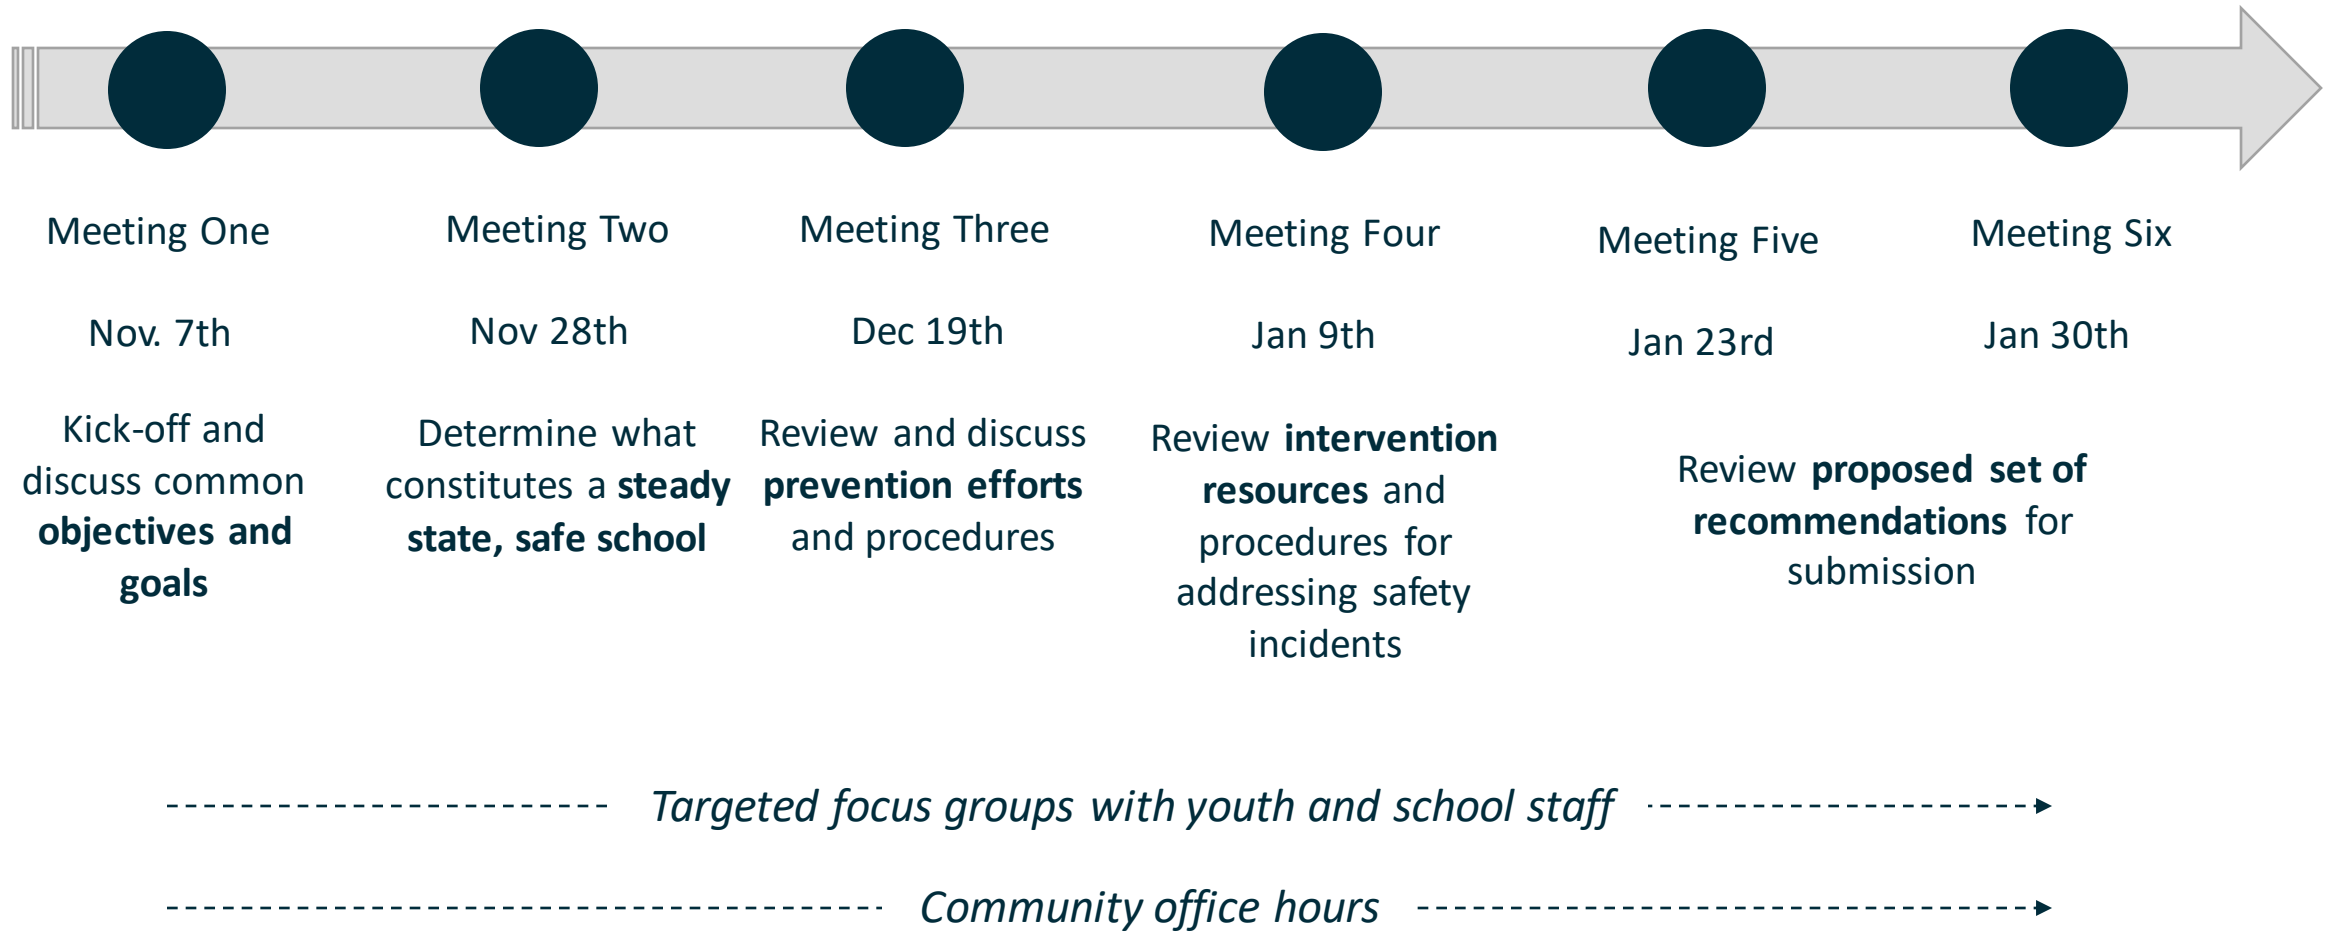 Meeting One
Nov. 7th
Kick-off and
discuss common
objectives and
goals
Meeting Two
Nov 28th
Determine what
constitutes a steady
state, safe school
Meeting Three
Dec 19th
Review and discuss
prevention efforts
and procedures
Meeting Four
Jan 9th
Review intervention
resources and
procedures for
addressing safety
incidents
Meeting Five
Jan 23rd
Meeting Six
Jan 30th
Review proposed set of
recommendations for
submission
Targeted focus groups with youth and school staff
Community office hours